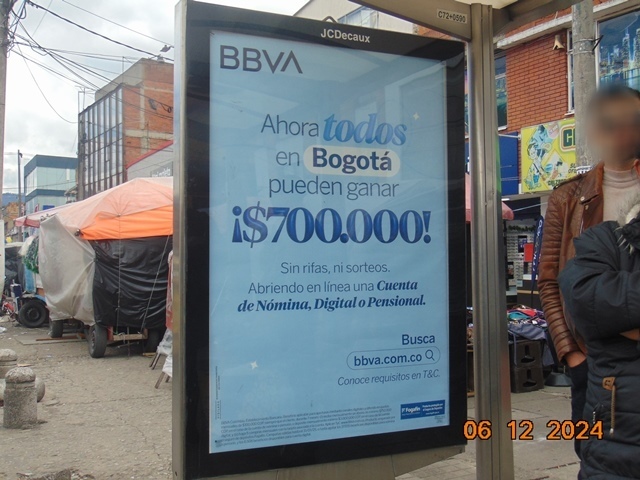 C72+0590
JCDecaux
BBVA
Ahora todos
en Bogotá
pueden ganar
¡$700.000!
Sin rifas, ni sorteos.
Abriendo en línea una Cuenta
de Nómina, Digital o Pensional.
Busca
bbva.com.co
Conoce requisitos en T&C.
Fogafín
06 12 2024